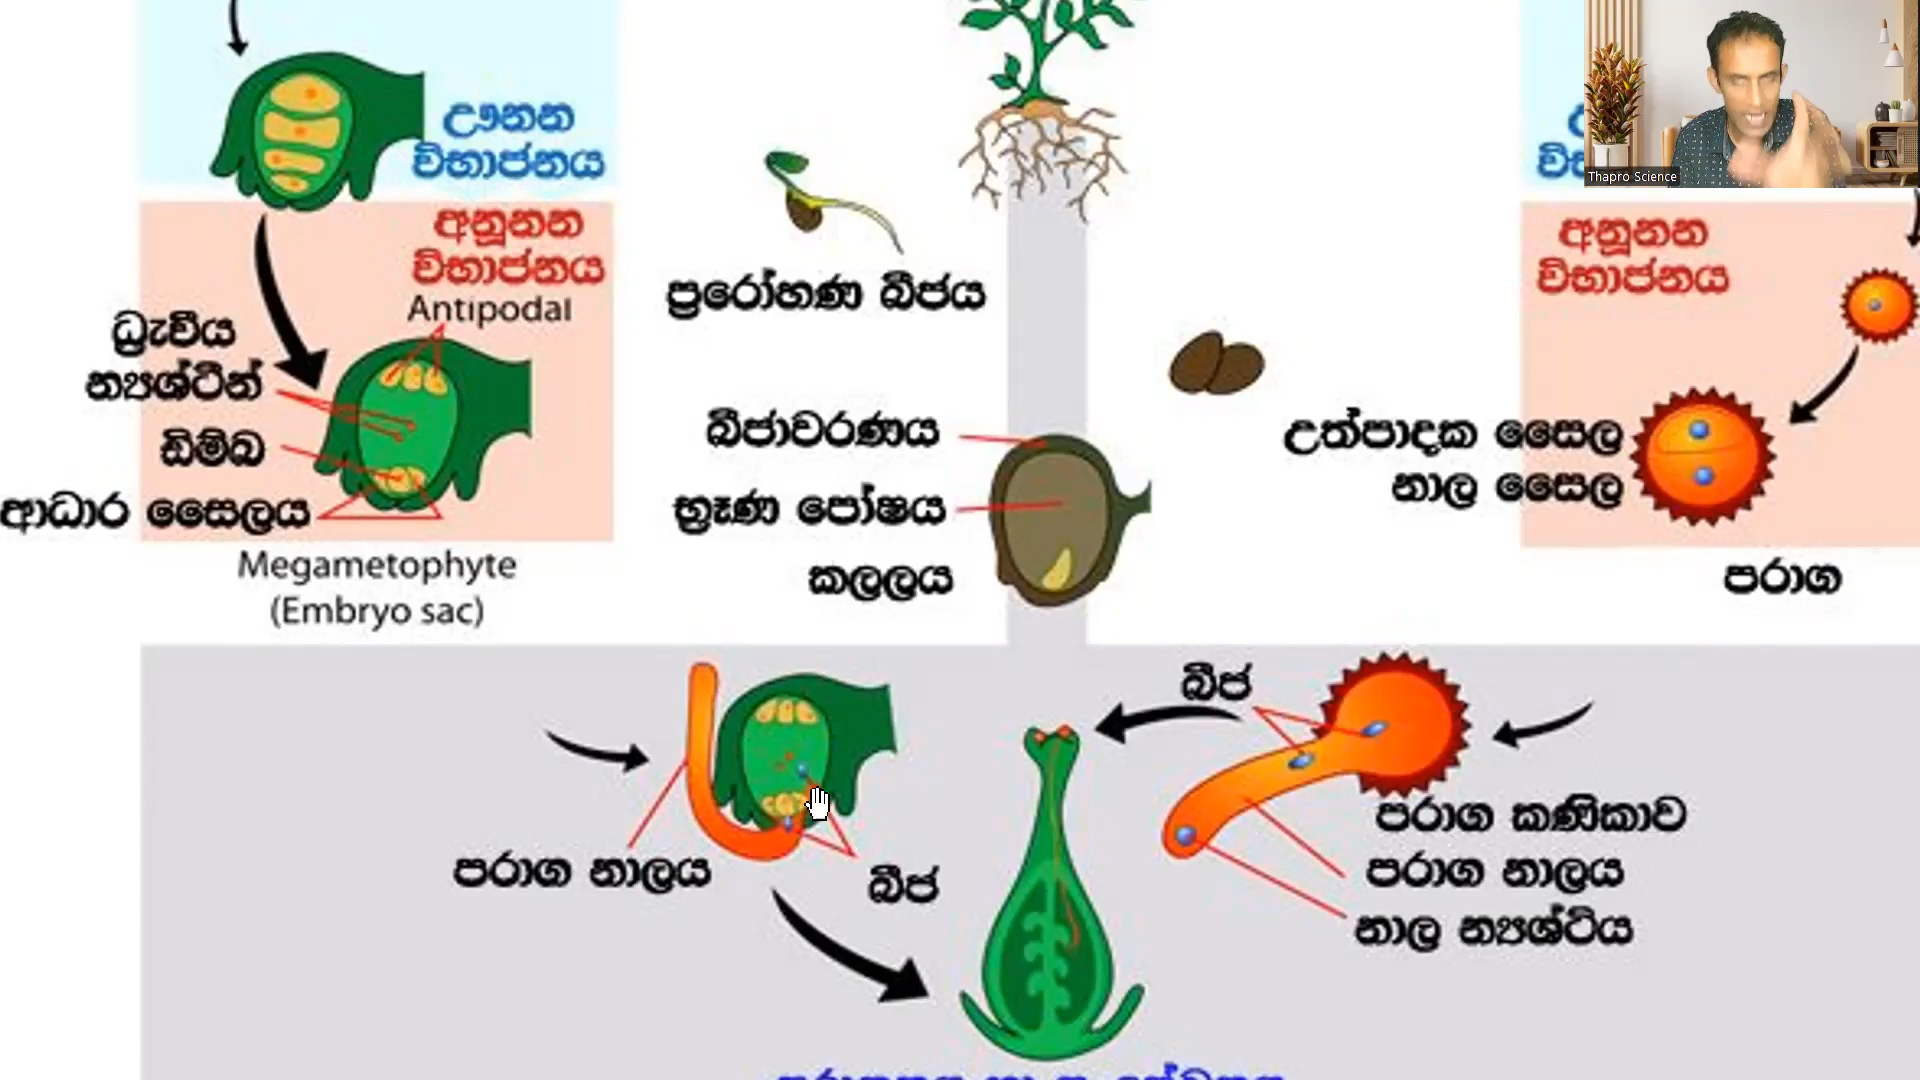 ඌනන
විභාජනය
Thapro Science
අනූනන
විභාජනය
Antipodal
ධ්‍රැවීය
න්‍යෂ්ටීන්
ඩිම්බ
ආධාර සෛලය
Megametophyte
(Embryo sac)
ප්‍රරෝහණ බීජය
බීජාවරණය
භ්‍රෑණ පෝෂය
කලලය
අනූනන
විභාජනය
උත්පාදක සෛල
නාල සෛල
පරාග
බීජ
පරාග නාලය
බීජ
පරාග කණිකාව
පරාග නාලය
නාල න්‍යශ්ටිය